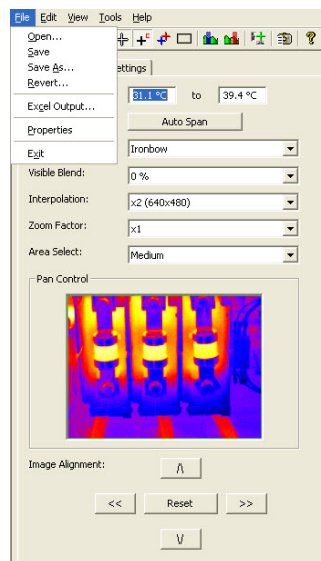 File Edit View Tools Help
Open...
Save
Save As...
Revert...
Excel Output...
Properties
Exit
ettings
31.1 °C to 39.4 °C
Auto Span
Ironbow
Visible Blend: 0 %
Interpolation: x2 (640x480)
Zoom Factor: x1
Area Select: Medium
Pan Control
Image Alignment:
/\
<< Reset >>
\/